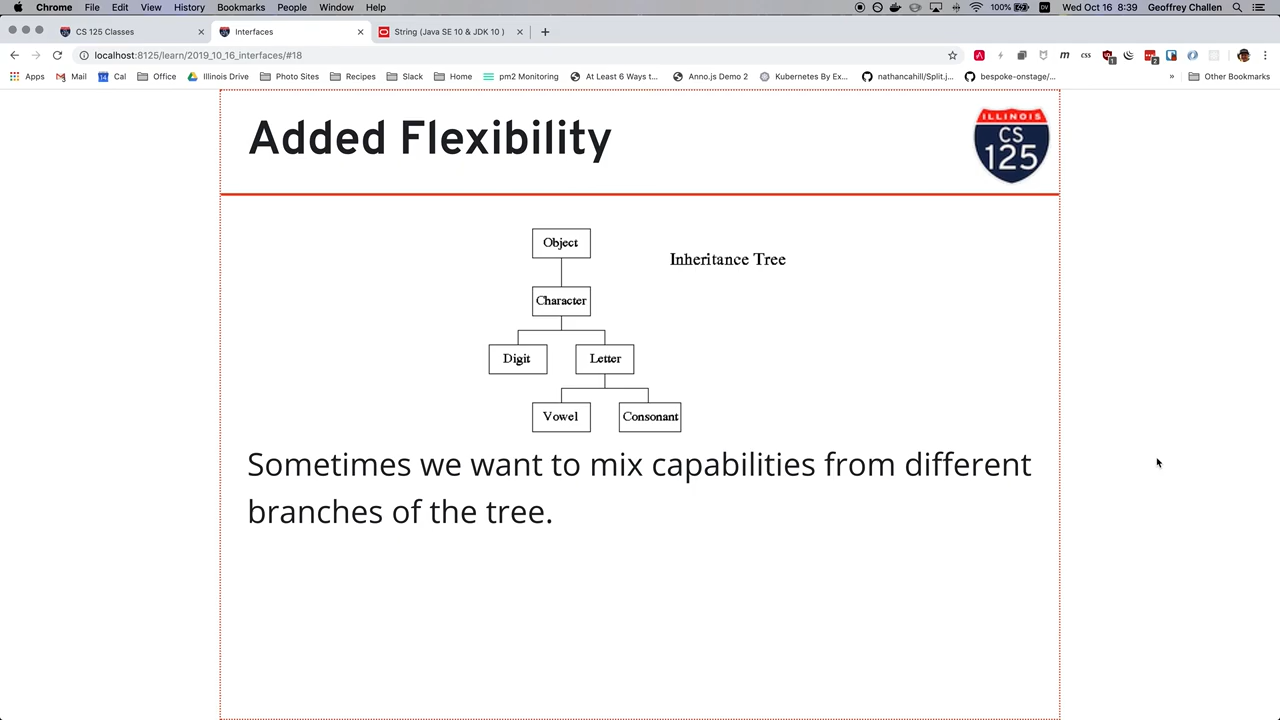 Chrome File Edit View History Bookmarks People Window Help 100% Wed Oct 16 8:39 Geoffrey Challen
CS 125 Classes Interfaces String (Java SE 10 & JDK 10 )
localhost:8125/learn/2019_10_16_interfaces/#18
Apps Mail Cal Office Illinois Drive Photo Sites Recipes Slack Home pm2 Monitoring At Least 6 Ways t... Anno.js Demo 2 Kubernetes By Ex... nathancahill/Split.j... bespoke-onstage/... » Other Bookmarks
Added Flexibility
ILLINOIS
CS
125
Object
Inheritance Tree
Character
Digit Letter
Vowel Consonant
Sometimes we want to mix capabilities from different
branches of the tree.